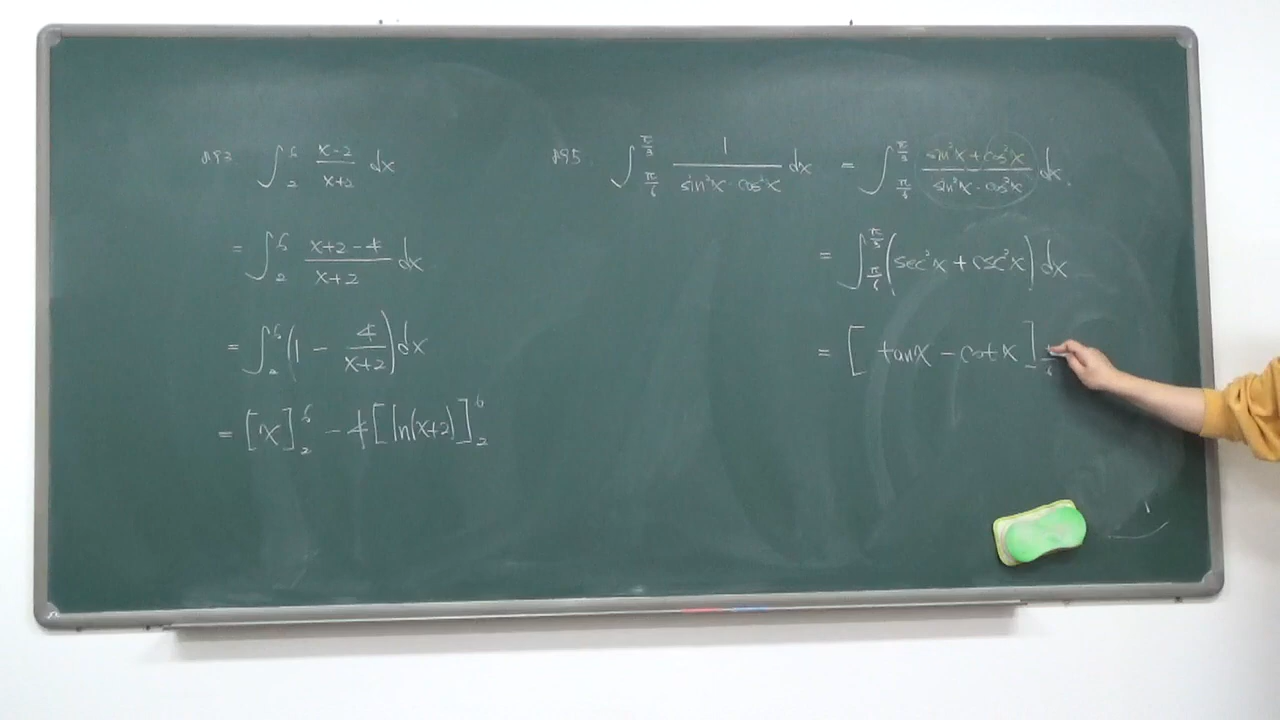 893 ∫₂⁶ (x-2)/(x+2) dx
= ∫₂⁶ (x+2-4)/(x+2) dx
= ∫₂⁶ (1 - 4/(x+2)) dx
= [x]₂⁶ - 4[ln(x+2)]₂⁶
895 ∫_{π/6}^{π/3} 1/(sin²x·cos²x) dx = ∫_{π/6}^{π/3} (sin²x+cos²x)/(sin²x·cos²x) dx.
= ∫_{π/6}^{π/3} (sec²x + csc²x) dx
= [tanx - cotx]